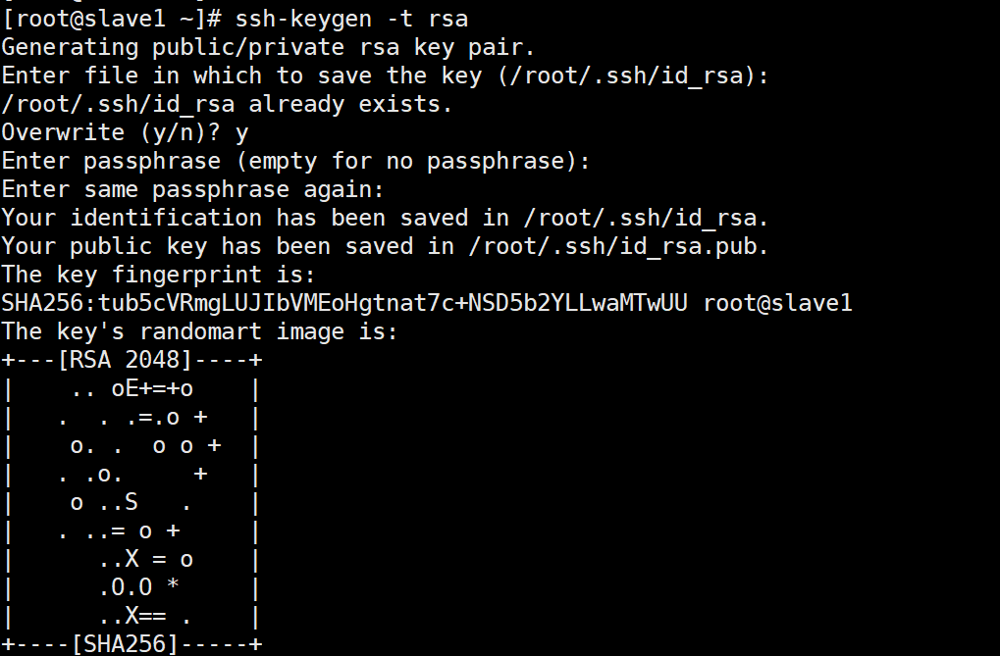 [root@slave1 ~]# ssh-keygen -t rsa
Generating public/private rsa key pair.
Enter file in which to save the key (/root/.ssh/id_rsa):
/root/.ssh/id_rsa already exists.
Overwrite (y/n)? y
Enter passphrase (empty for no passphrase):
Enter same passphrase again:
Your identification has been saved in /root/.ssh/id_rsa.
Your public key has been saved in /root/.ssh/id_rsa.pub.
The key fingerprint is:
SHA256:tub5cVRmgLUJIbVMEoHgtnat7c+NSD5b2YLLwaMTwUU root@slave1
The key's randomart image is:
+---[RSA 2048]----+
|    .. oE+=+o    |
|   .  . .=.o +   |
|    o. .  o o +  |
|   . .o.     +   |
|    o ..S   .    |
|   . ..= o +     |
|      ..X = o    |
|      .O.O *     |
|      ..X== .    |
+----[SHA256]-----+